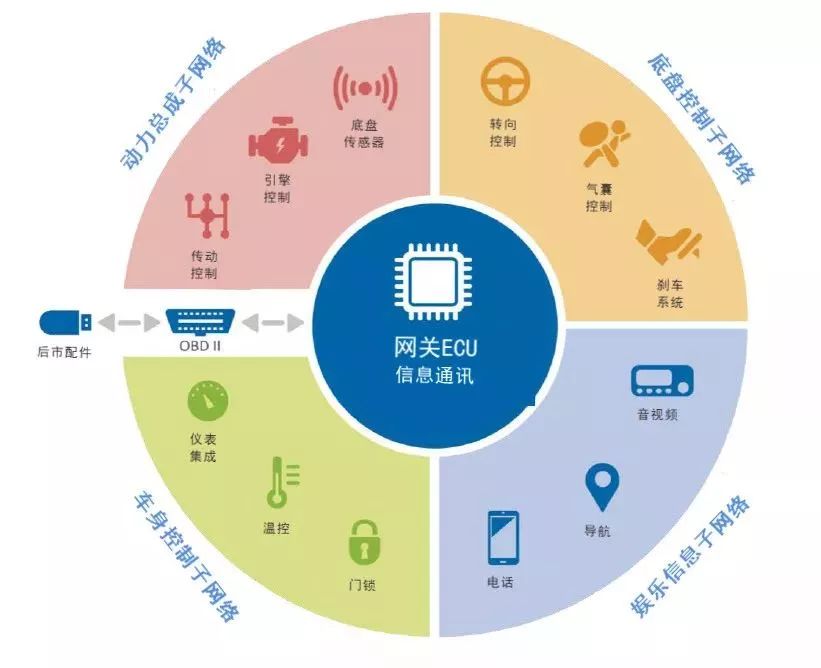 动力总成子网络
底盘
传感器
引擎
控制
传动
控制
底盘控制子网络
转向
控制
气囊
控制
刹车
系统
后市配件
OBD II
网关ECU
信息通讯
仪表
集成
温控
门锁
车身控制子网络
音视频
导航
电话
娱乐信息子网络